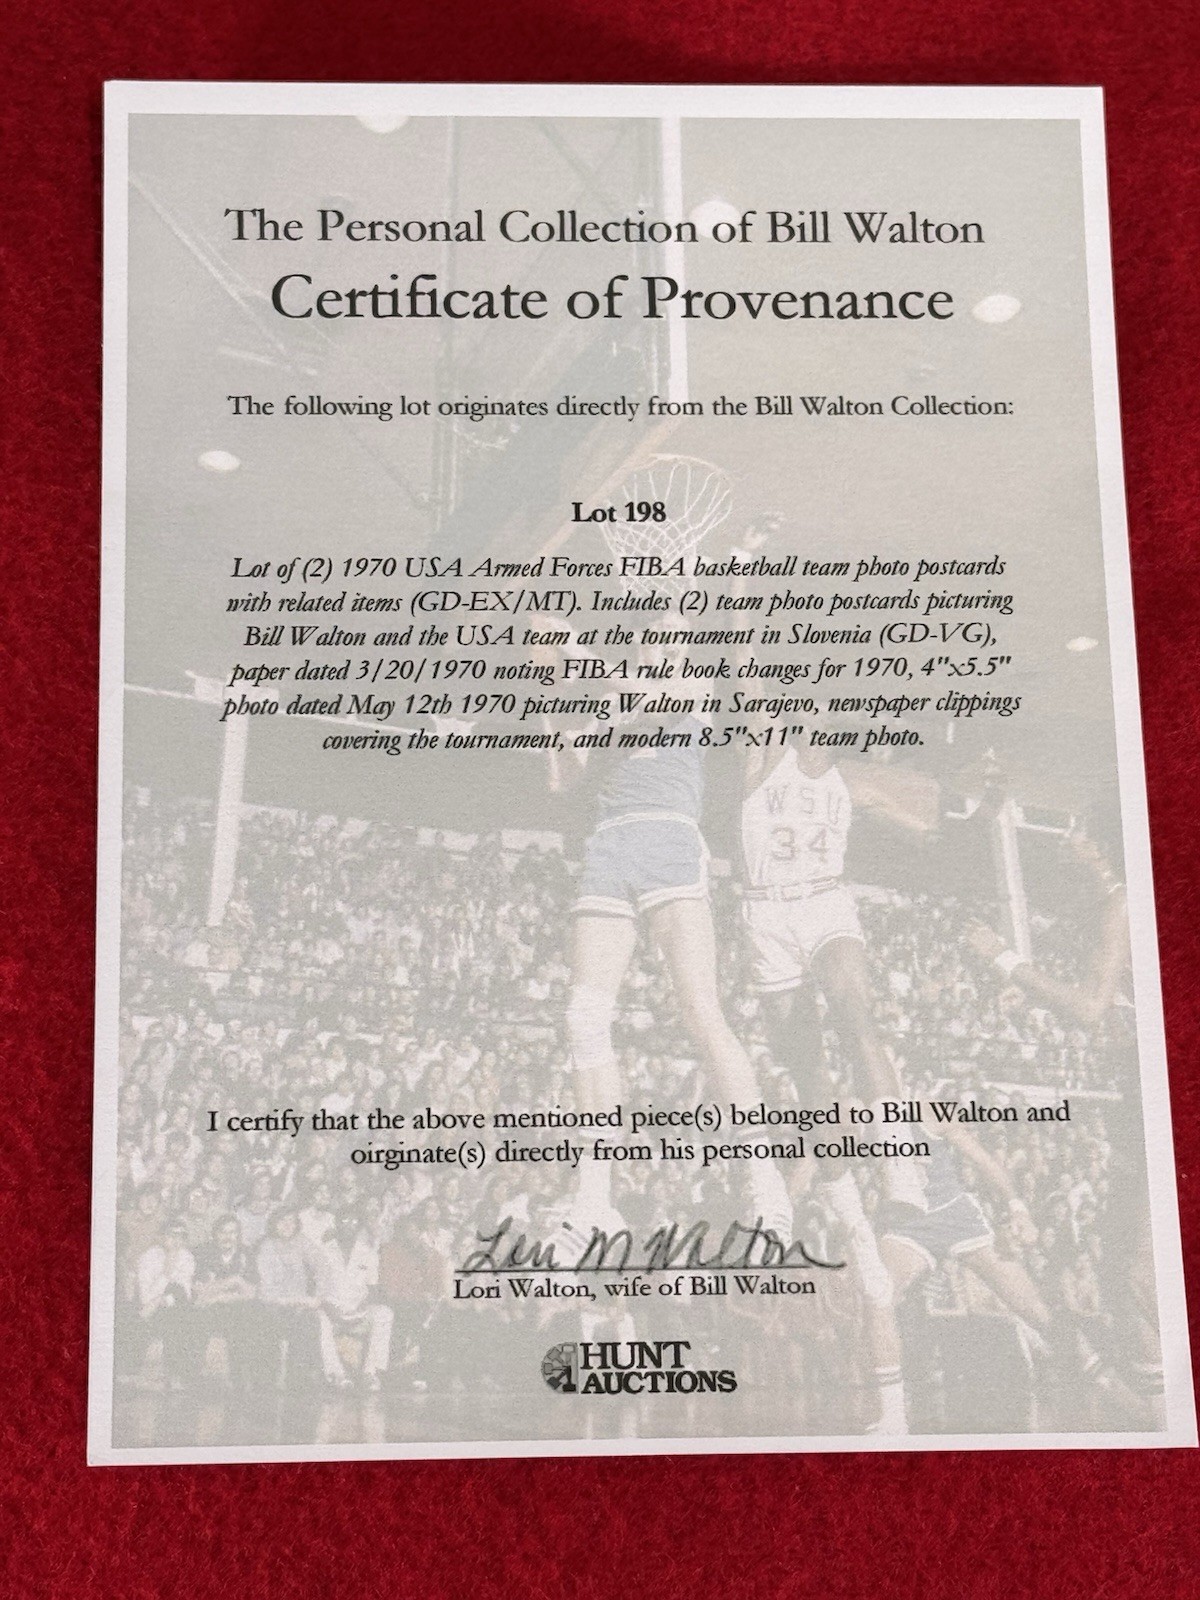 The Personal Collection of Bill Walton
Certificate of Provenance
The following lot originates directly from the Bill Walton Collection:
Lot 198
Lot of (2) 1970 USA Armed Forces FIBA basketball team photo postcards
with related items (GD-EX/MT). Includes (2) team photo postcards picturing
Bill Walton and the USA team at the tournament in Slovenia (GD-VG),
paper dated 3/20/1970 noting FIBA rule book changes for 1970, 4"x5.5"
photo dated May 12th 1970 picturing Walton in Sarajevo, newspaper clippings
covering the tournament, and modern 8.5"x11" team photo.
WSU
34
I certify that the above mentioned piece(s) belonged to Bill Walton and
oirginate(s) directly from his personal collection
Lori M Walton
Lori Walton, wife of Bill Walton
HUNT
AUCTIONS